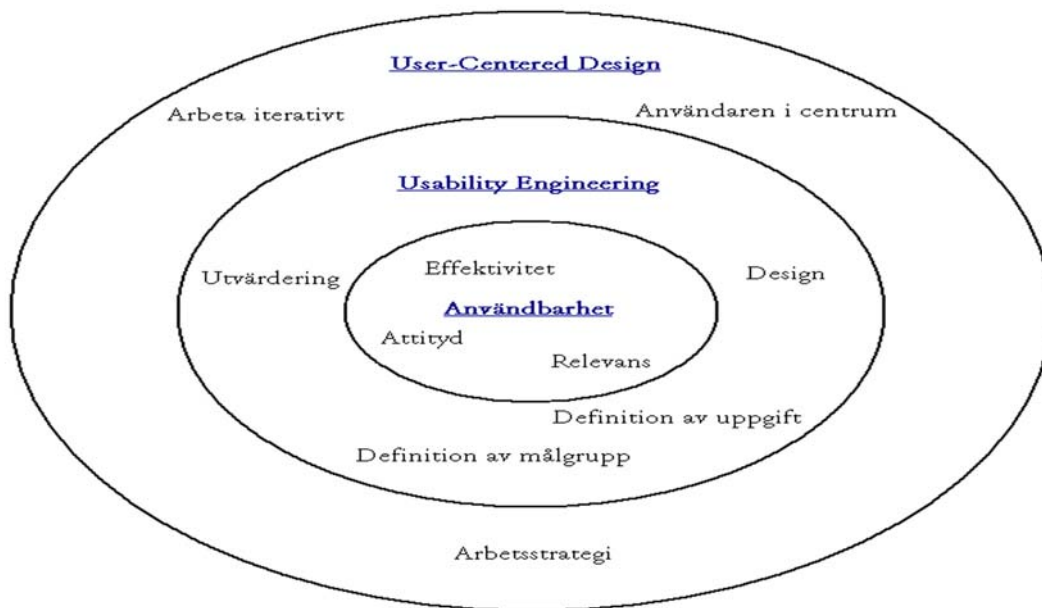 User-Centered Design
Arbeta iterativt
Användaren i centrum
Usability Engineering
Utvärdering
Effektivitet
Design
Användbarhet
Attityd
Relevans
Definition av uppgift
Definition av målgrupp
Arbetsstrategi